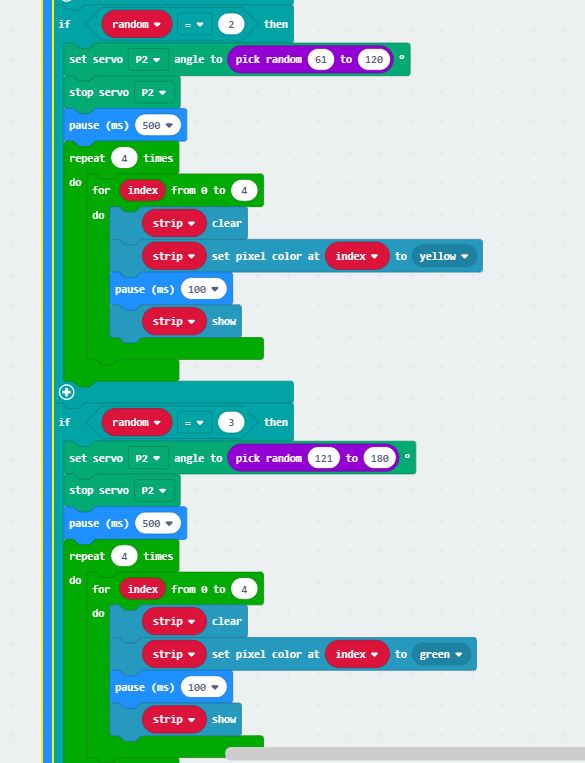 if random = 2 then
set servo P2 angle to pick random 61 to 120 °
stop servo P2
pause (ms) 500
repeat 4 times
do for index from 0 to 4
do strip clear
strip set pixel color at index to yellow
pause (ms) 100
strip show
if random = 3 then
set servo P2 angle to pick random 121 to 180 °
stop servo P2
pause (ms) 500
repeat 4 times
do for index from 0 to 4
do strip clear
strip set pixel color at index to green
pause (ms) 100
strip show